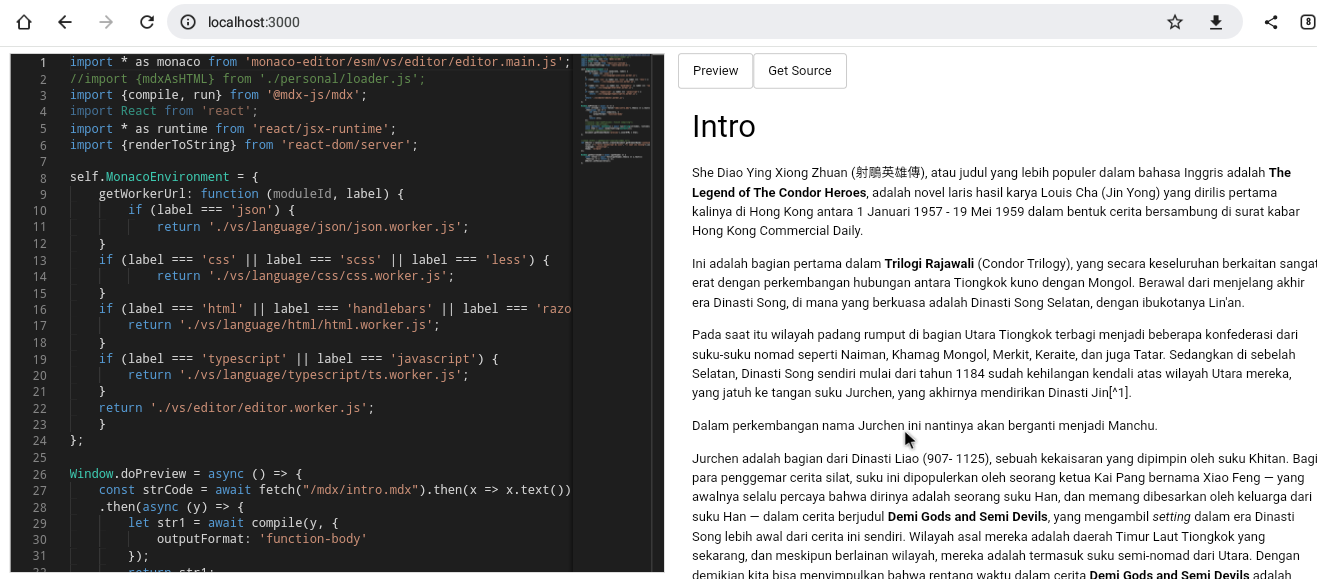 localhost:3000
8
1 import * as monaco from 'monaco-editor/esm/vs/editor/editor.main.js';
2 //import {mdxAsHTML} from './personal/loader.js';
3 import {compile, run} from '@mdx-js/mdx';
4 import React from 'react';
5 import * as runtime from 'react/jsx-runtime';
6 import {renderToString} from 'react-dom/server';
7
8 self.MonacoEnvironment = {
9 getWorkerUrl: function (moduleId, label) {
10 if (label === 'json') {
11 return './vs/language/json/json.worker.js';
12 }
13 if (label === 'css' || label === 'scss' || label === 'less') {
14 return './vs/language/css/css.worker.js';
15 }
16 if (label === 'html' || label === 'handlebars' || label === 'razo
17 return './vs/language/html/html.worker.js';
18 }
19 if (label === 'typescript' || label === 'javascript') {
20 return './vs/language/typescript/ts.worker.js';
21 }
22 return './vs/editor/editor.worker.js';
23 }
24 };
25
26 Window.doPreview = async () => {
27 const strCode = await fetch("/mdx/intro.mdx").then(x => x.text())
28 .then(async (y) => {
29 let str1 = await compile(y, {
30 outputFormat: 'function-body'
31 });
32 return str1;
Preview
Get Source
Intro
She Diao Ying Xiong Zhuan (射鵰英雄傳), atau judul yang lebih populer dalam bahasa Inggris adalah The
Legend of The Condor Heroes, adalah novel laris hasil karya Louis Cha (Jin Yong) yang dirilis pertama
kalinya di Hong Kong antara 1 Januari 1957 - 19 Mei 1959 dalam bentuk cerita bersambung di surat kabar
Hong Kong Commercial Daily.
Ini adalah bagian pertama dalam Trilogi Rajawali (Condor Trilogy), yang secara keseluruhan berkaitan sangat
erat dengan perkembangan hubungan antara Tiongkok kuno dengan Mongol. Berawal dari menjelang akhir
era Dinasti Song, di mana yang berkuasa adalah Dinasti Song Selatan, dengan ibukotanya Lin'an.
Pada saat itu wilayah padang rumput di bagian Utara Tiongkok terbagi menjadi beberapa konfederasi dari
suku-suku nomad seperti Naiman, Khamag Mongol, Merkit, Keraite, dan juga Tatar. Sedangkan di sebelah
Selatan, Dinasti Song sendiri mulai dari tahun 1184 sudah kehilangan kendali atas wilayah Utara mereka,
yang jatuh ke tangan suku Jurchen, yang akhirnya mendirikan Dinasti Jin[^1].
Dalam perkembangan nama Jurchen ini nantinya akan berganti menjadi Manchu.
Jurchen adalah bagian dari Dinasti Liao (907- 1125), sebuah kekaisaran yang dipimpin oleh suku Khitan. Bagi
para penggemar cerita silat, suku ini dipopulerkan oleh seorang ketua Kai Pang bernama Xiao Feng — yang
awalnya selalu percaya bahwa dirinya adalah seorang suku Han, dan memang dibesarkan oleh keluarga dari
suku Han — dalam cerita berjudul Demi Gods and Semi Devils, yang mengambil setting dalam era Dinasti
Song lebih awal dari cerita ini sendiri. Wilayah asal mereka adalah daerah Timur Laut Tiongkok yang
sekarang, dan meskipun berlainan wilayah, mereka adalah termasuk suku semi-nomad dari Utara. Dengan
demikian kita bisa menyimpulkan bahwa rentang waktu dalam cerita Demi Gods and Semi Devils adalah